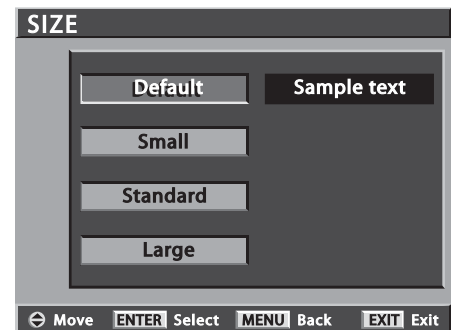 SIZE
Default Sample text
Small
Standard
Large
Move ENTER Select MENU Back EXIT Exit